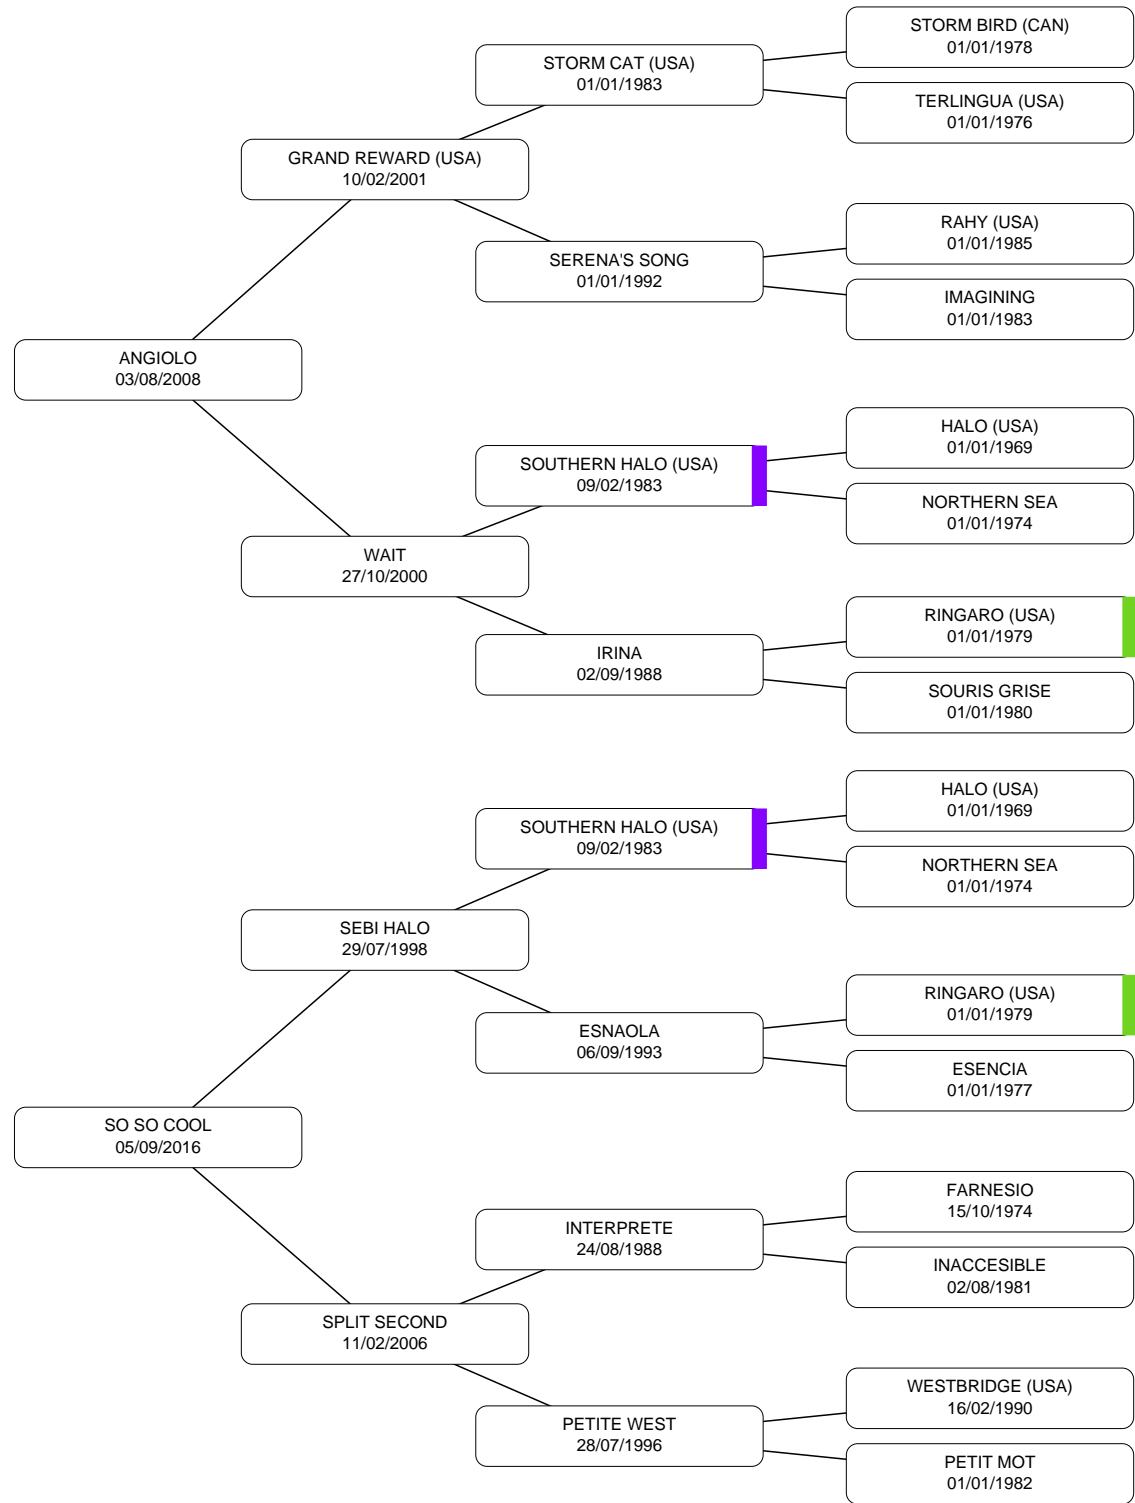 STORM BIRD (CAN)
01/01/1978
STORM CAT (USA)
01/01/1983
TERLINGUA (USA)
01/01/1976
GRAND REWARD (USA)
10/02/2001
RAHY (USA)
01/01/1985
SERENA'S SONG
01/01/1992
IMAGINING
01/01/1983
ANGIOLO
03/08/2008
HALO (USA)
01/01/1969
SOUTHERN HALO (USA)
09/02/1983
NORTHERN SEA
01/01/1974
WAIT
27/10/2000
RINGARO (USA)
01/01/1979
IRINA
02/09/1988
SOURIS GRISE
01/01/1980
HALO (USA)
01/01/1969
SOUTHERN HALO (USA)
09/02/1983
NORTHERN SEA
01/01/1974
SEBI HALO
29/07/1998
RINGARO (USA)
01/01/1979
ESNAOLA
06/09/1993
ESENCIA
01/01/1977
SO SO COOL
05/09/2016
FARNESIO
15/10/1974
INTERPRETE
24/08/1988
INACCESIBLE
02/08/1981
SPLIT SECOND
11/02/2006
WESTBRIDGE (USA)
16/02/1990
PETITE WEST
28/07/1996
PETIT MOT
01/01/1982